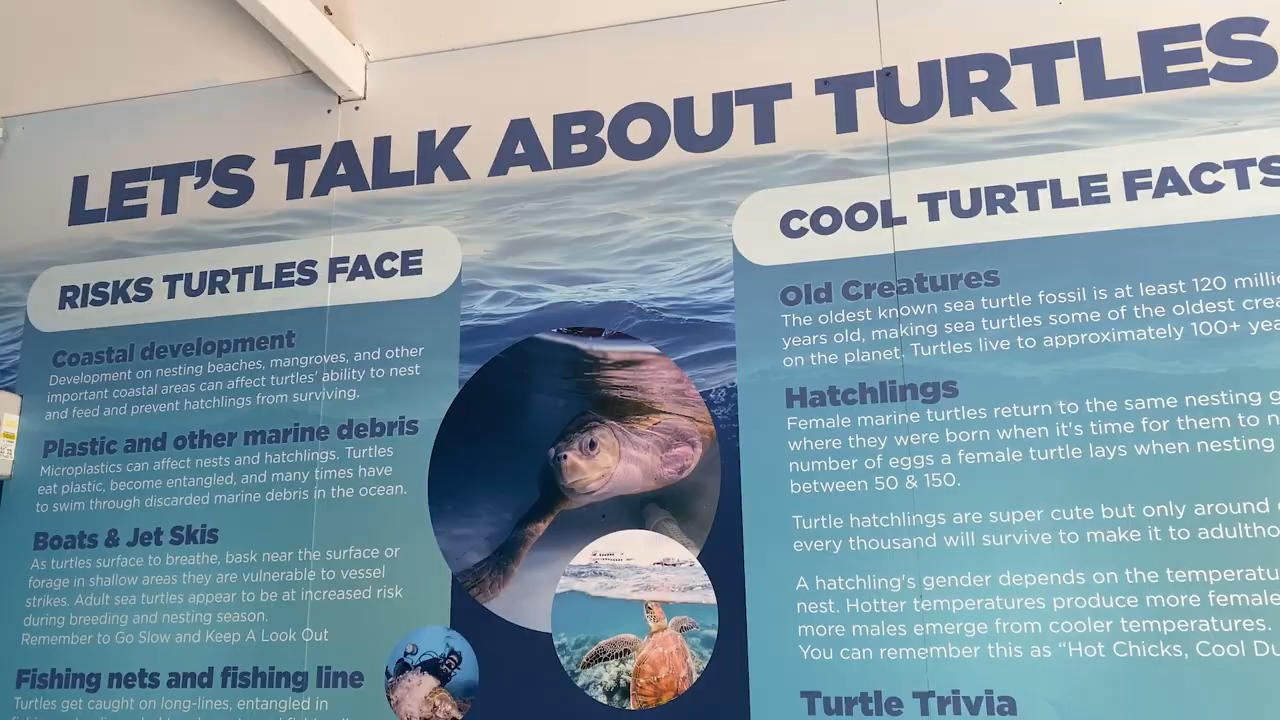 LET'S TALK ABOUT TURTLES
RISKS TURTLES FACE
Coastal development
Development on nesting beaches, mangroves, and other
important coastal areas can affect turtles' ability to nest
and feed and prevent hatchlings from surviving.
Plastic and other marine debris
Microplastics can affect nests and hatchlings. Turtles
eat plastic, become entangled, and many times have
to swim through discarded marine debris in the ocean.
Boats & Jet Skis
As turtles surface to breathe, bask near the surface or
forage in shallow areas they are vulnerable to vessel
strikes. Adult sea turtles appear to be at increased risk
during breeding and nesting season.
Remember to Go Slow and Keep A Look Out
Fishing nets and fishing line
Turtles get caught on long-lines, entangled in
COOL TURTLE FACTS
Old Creatures
The oldest known sea turtle fossil is at least 120
years old, making sea turtles some of the oldest
on the planet. Turtles live to approximately 100+
Hatchlings
Female marine turtles return to the same nesting
where they were born when it's time for them to
number of eggs a female turtle lays when nesting
between 50 & 150.
Turtle hatchlings are super cute but only around
every thousand will survive to make it to
A hatchling's gender depends on the
nest. Hotter temperatures produce more
more males emerge from cooler temperatures.
You can remember this as "Hot Chicks, Cool
Turtle Trivia